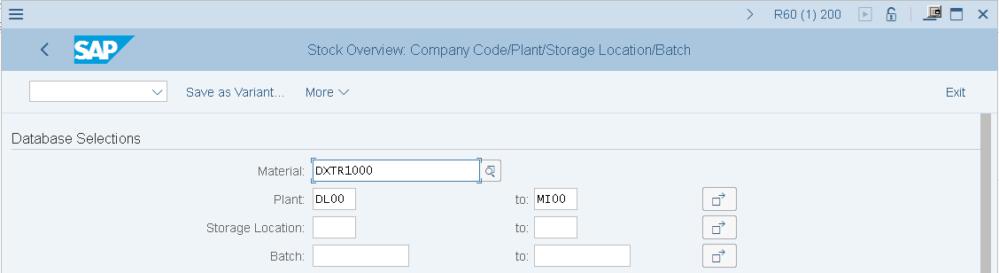 R60 (1) 200
SAP Stock Overview: Company Code/Plant/Storage Location/Batch
Save as Variant... More Exit
Database Selections
Material: DXTR1000
Plant: DL00 to: MI00
Storage Location: to:
Batch: to: